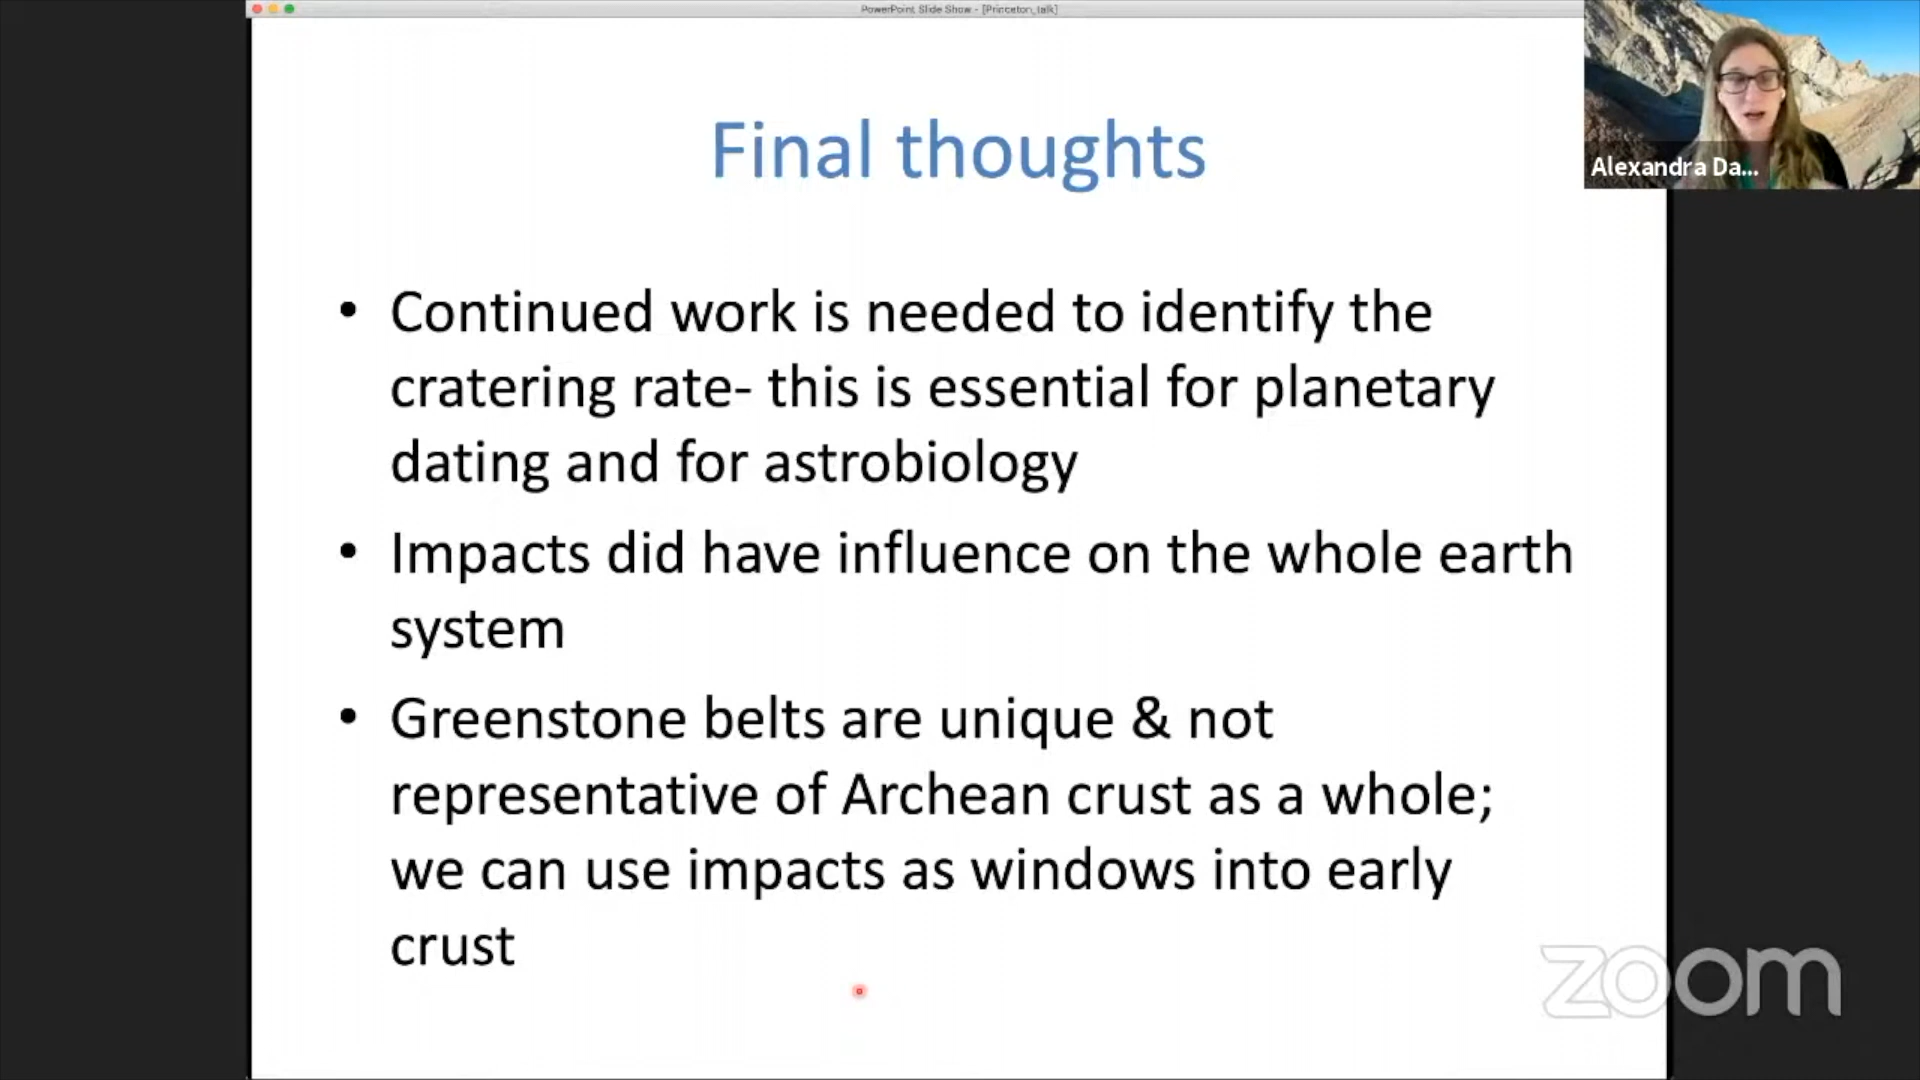 PowerPoint Slide Show - [Princeton_talk]
Alexandra Da...
Final thoughts
• Continued work is needed to identify the
cratering rate- this is essential for planetary
dating and for astrobiology
• Impacts did have influence on the whole earth
system
• Greenstone belts are unique & not
representative of Archean crust as a whole;
we can use impacts as windows into early
crust
zoom